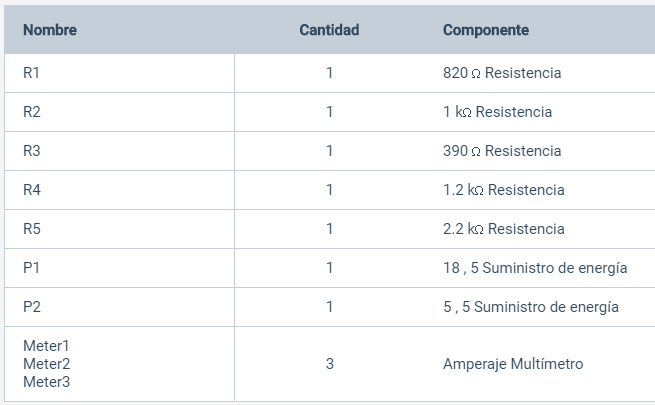 Nombre Cantidad Componente
R1 1 820 Ω Resistencia
R2 1 1 kΩ Resistencia
R3 1 390 Ω Resistencia
R4 1 1.2 kΩ Resistencia
R5 1 2.2 kΩ Resistencia
P1 1 18 , 5 Suministro de energía
P2 1 5 , 5 Suministro de energía
Meter1
Meter2 3 Amperaje Multímetro
Meter3